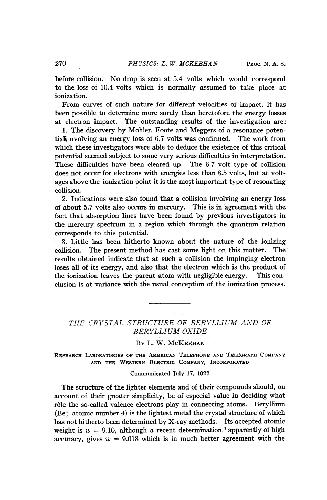 270 PHYSICS: L. W. McKEEHAN Proc. N. A. S.
before collision. No drop is seen at 5.4 volts which would correspond
to the loss of 10.4 volts which is normally assumed to take place at
ionization.
From curves of such nature for different velocities of impact, it has
been possible to determine more surely than heretofore the energy losses
at electron impact. The outstanding results of the investigation are:
1. The discovery by Mohler, Foote and Meggers of a resonance poten-
tial involving an energy loss of 6.7 volts was confirmed. The work from
which these investigators were able to deduce the existence of this critical
potential seemed subject to some very serious difficulties in interpretation.
These difficulties have been cleared up. The 6.7 volt type of collision
does not occur for electrons with energies less than 8.5 volts, but at volt-
ages above the ionization point it is the most important type of resonating
collision.
2. Indications were also found that a collision involving an energy loss
of about 5.7 volts also occurs in mercury. This is in agreement with the
fact that absorption lines have been found by previous investigators in
the mercury spectrum in a region which through the quantum relation
corresponds to this potential.
3. Little has been hitherto known about the nature of the ionizing
collision. The present method has cast some light on this matter. The
results obtained indicate that at such a collision the impinging electron
loses all of its energy, and also that the electron which is the product of
the ionization leaves the parent atom with negligible energy. This con-
clusion is at variance with the usual conception of the ionization process.
THE CRYSTAL STRUCTURE OF BERYLLIUM AND OF
BERYLLIUM OXIDE
By L. W. McKeehan
Research Laboratories of the American Telephone and Telegraph Company
and the Western Electric Company, Incorporated
Communicated July 17, 1922
The structure of the lighter elements and of their compounds should, on
account of their greater simplicity, be of especial value in deciding what
rôle the so-called valence electrons play in connecting atoms. Beryllium
(Be; atomic number 4) is the lightest metal the crystal structure of which
has not hitherto been determined by X-ray methods. Its accepted atomic
weight is w = 9.10, although a recent determination, apparently of high
accuracy, gives w = 9.018 which is in much better agreement with the